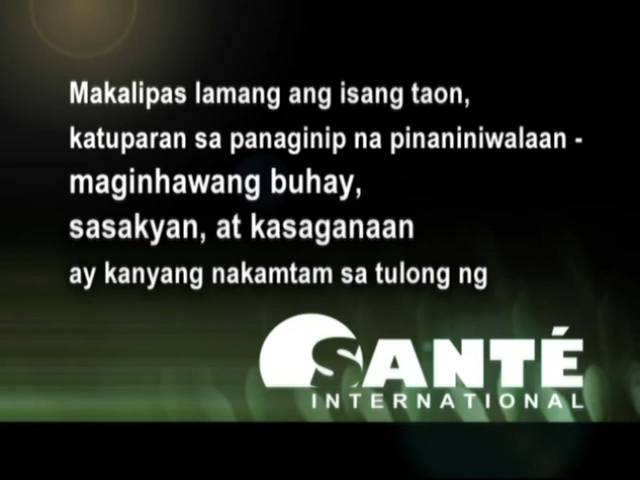 Makalipas lamang ang isang taon,
katuparan sa panaginip na pinaniniwalaan -
maginhawang buhay,
sasakyan, at kasaganaan
ay kanyang nakamtam sa tulong ng
SANTÉ
INTERNATIONAL